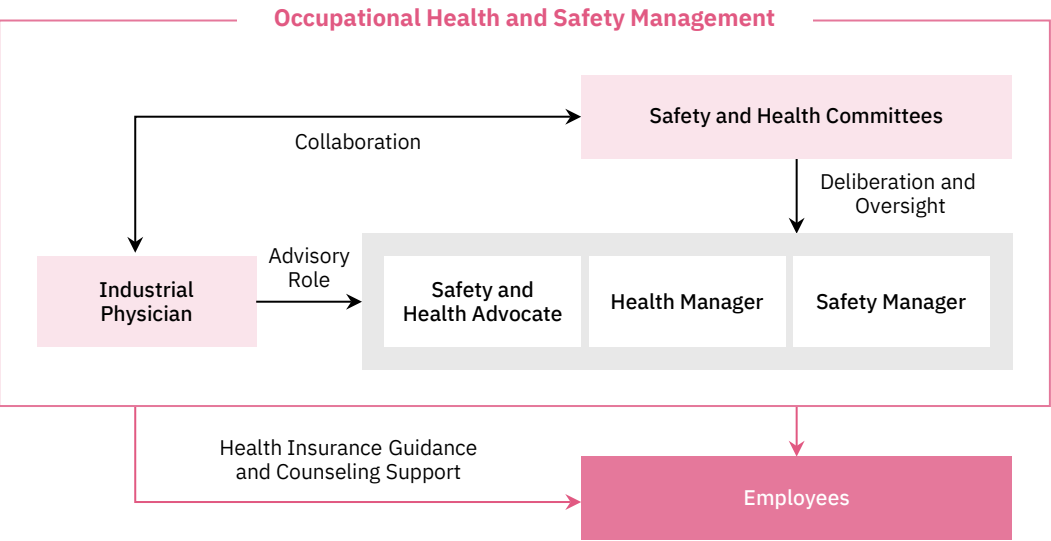 Occupational Health and Safety Management
Safety and Health Committees
Collaboration
Deliberation and
Oversight
Advisory
Role
Industrial
Physician
Safety and
Health Advocate
Health Manager
Safety Manager
Health Insurance Guidance
and Counseling Support
Employees